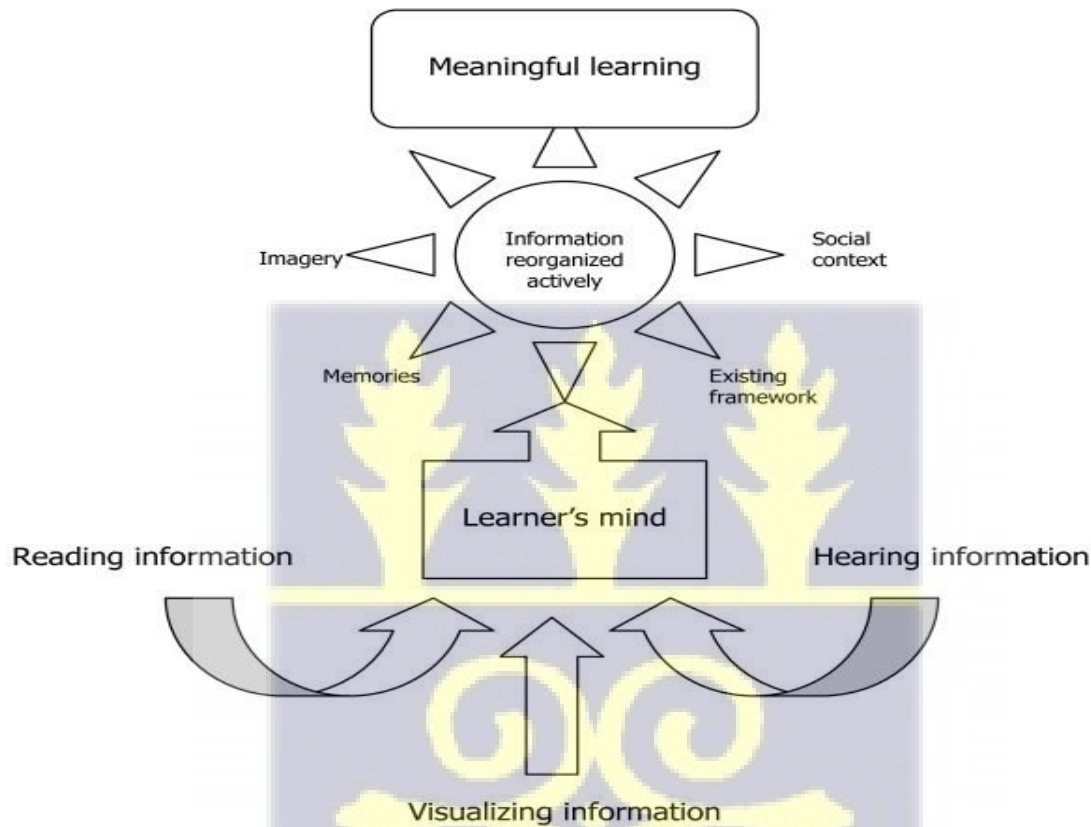 Meaningful learning
Information
reorganized
actively
Imagery
Social
context
Memories
Existing
framework
Learner's mind
Reading information
Hearing information
Visualizing information